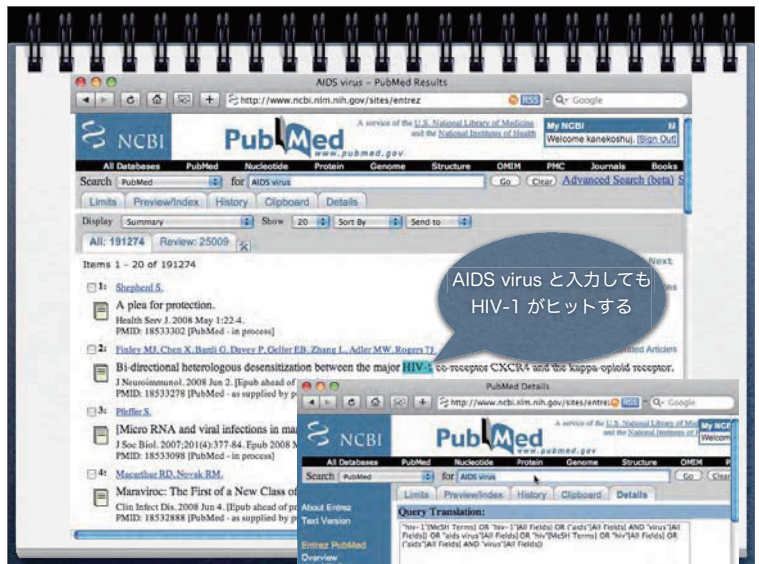 AIDS virus – PubMed Results
http://www.ncbi.nlm.nih.gov/sites/entrez RSS Google
NCBI PubMed www.pubmed.gov
A service of the U.S. National Library of Medicine
and the National Institutes of Health
My NCBI
Welcome kanekoshuj. [Sign Out]
All Databases PubMed Nucleotide Protein Genome Structure OMIM PMC Journals Books
Search PubMed for AIDS virus Go Clear Advanced Search (beta) S
Limits Preview/Index History Clipboard Details
Display Summary Show 20 Sort By Send to
All: 191274 Review: 25009
Items 1 - 20 of 191274 Next
AIDS virus と入力しても
HIV-1 がヒットする
1: Shepherd S.
A plea for protection.
Health Serv J. 2008 May 1:22-4.
PMID: 18533302 [PubMed - in process]
2: Finley MJ, Chen X, Bardi G, Davey P, Geller EB, Zhang L, Adler MW, Rogers TJ. Articles
Bi-directional heterologous desensitization between the major HIV-1 co-receptor CXCR4 and the kappa-opioid receptor.
J Neuroimmunol. 2008 Jun 2. [Epub ahead of
PMID: 18533278 [PubMed - as supplied by p
3: Pfeffer S.
[Micro RNA and viral infections in ma
J Soc Biol. 2007;201(4):377-84. Epub 2008
PMID: 18533098 [PubMed - in process]
4: Macarthur RD, Novak RM.
Maraviroc: The First of a New Class of
Clin Infect Dis. 2008 Jun 4. [Epub ahead of p
PMID: 18532888 [PubMed - as supplied by p
PubMed Details
http://www.ncbi.nlm.nih.gov/sites/entre RSS Google
NCBI PubMed www.pubmed.gov
A service of the U.S. National Library of Med
and the National Institutes of H
My NCB
Welcom
All Databases PubMed Nucleotide Protein Genome Structure OMIM P
Search PubMed for AIDS virus Go Clear
Limits Preview/Index History Clipboard Details
About Entrez
Text Version
Entrez PubMed
Overview
Query Translation:
"hiv-1"[MeSH Terms] OR "hiv-1"[All Fields] OR ("aids"[All Fields] AND "virus"[All
Fields]) OR "aids virus"[All Fields] OR "hiv"[MeSH Terms] OR "hiv"[All Fields] OR
("aids"[All Fields] AND "virus"[All Fields])